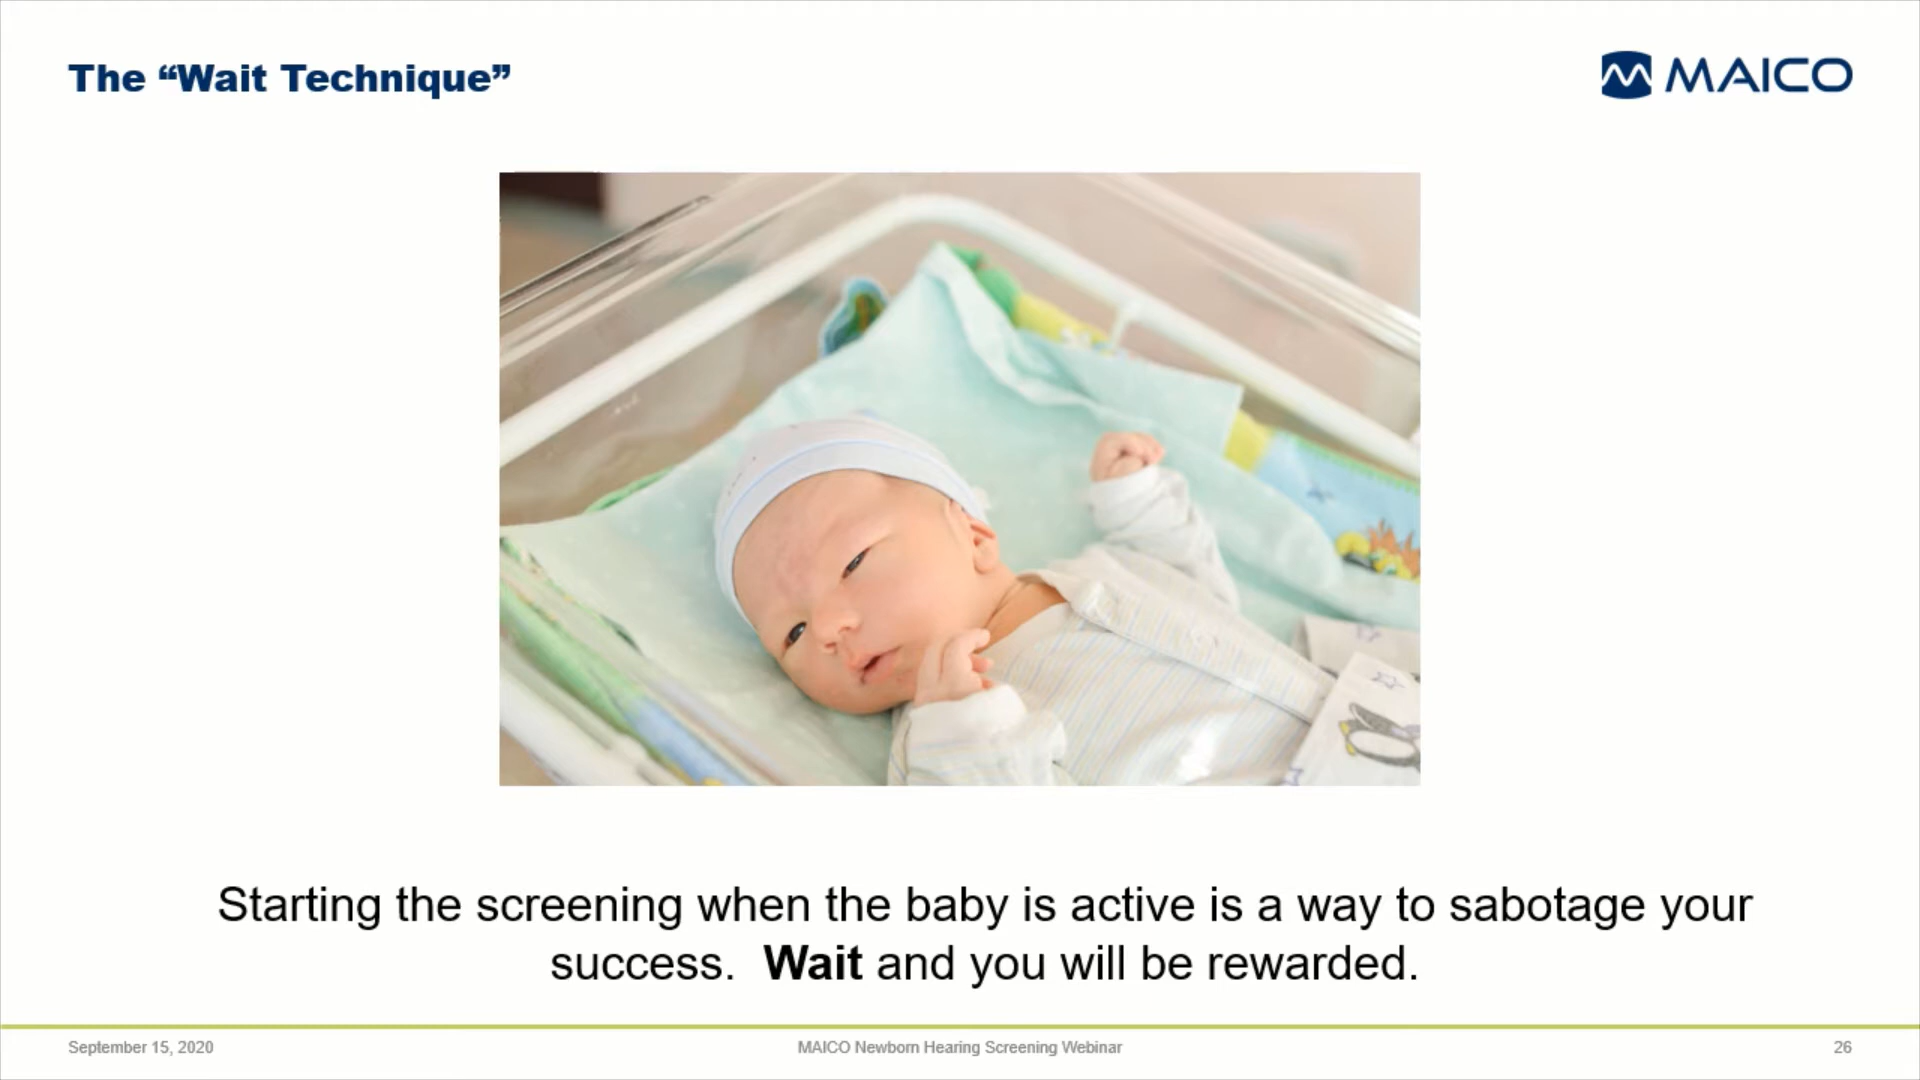 The “Wait Technique”
MAICO
Starting the screening when the baby is active is a way to sabotage your
success.  Wait and you will be rewarded.
September 15, 2020
MAICO Newborn Hearing Screening Webinar
26